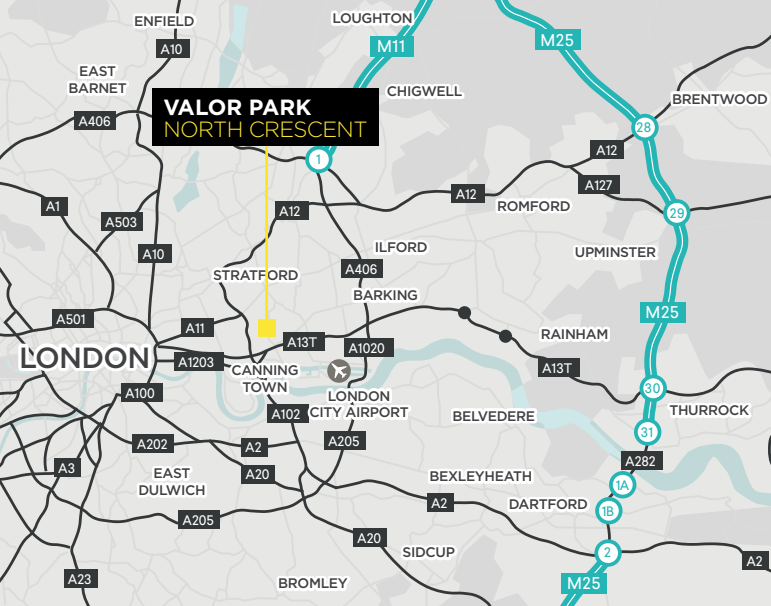 ENFIELD
LOUGHTON
A10
M11
M25
EAST
BARNET
CHIGWELL
BRENTWOOD
VALOR PARK
NORTH CRESCENT
A406
28
A12
1
A127
A12
ROMFORD
A1
A503
A12
29
A10
ILFORD
UPMINSTER
STRATFORD
A406
BARKING
M25
A501
A11
RAINHAM
A13T
A1020
LONDON
A1203
CANNING
TOWN
A13T
A100
30
LONDON
CITY AIRPORT
A102
BELVEDERE
THURROCK
31
A202
A2
A205
A282
A3
A20
EAST
DULWICH
BEXLEYHEATH
1A
A2
DARTFORD
1B
A205
A20
SIDCUP
2
A2
A23
BROMLEY
M25